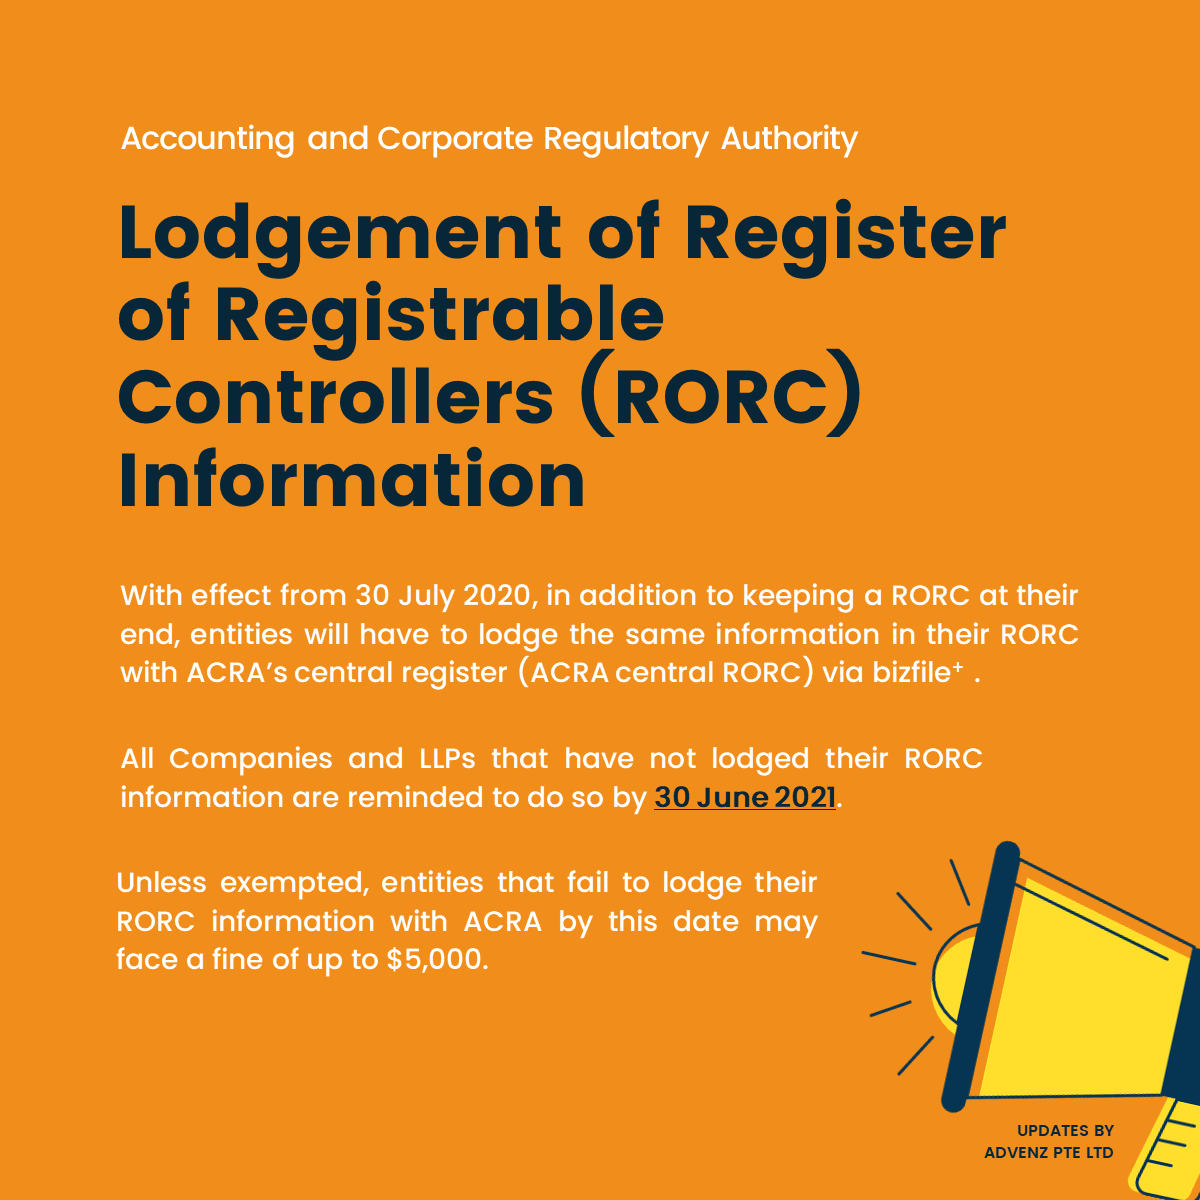 Accounting and Corporate Regulatory Authority
Lodgement of Register
of Registrable
Controllers (RORC)
Information
With effect from 30 July 2020, in addition to keeping a RORC at their
end, entities will have to lodge the same information in their RORC
with ACRA’s central register (ACRA central RORC) via bizfile⁺ .
All Companies and LLPs that have not lodged their RORC
information are reminded to do so by 30 June 2021.
Unless exempted, entities that fail to lodge their
RORC information with ACRA by this date may
face a fine of up to $5,000.
UPDATES BY
ADVENZ PTE LTD